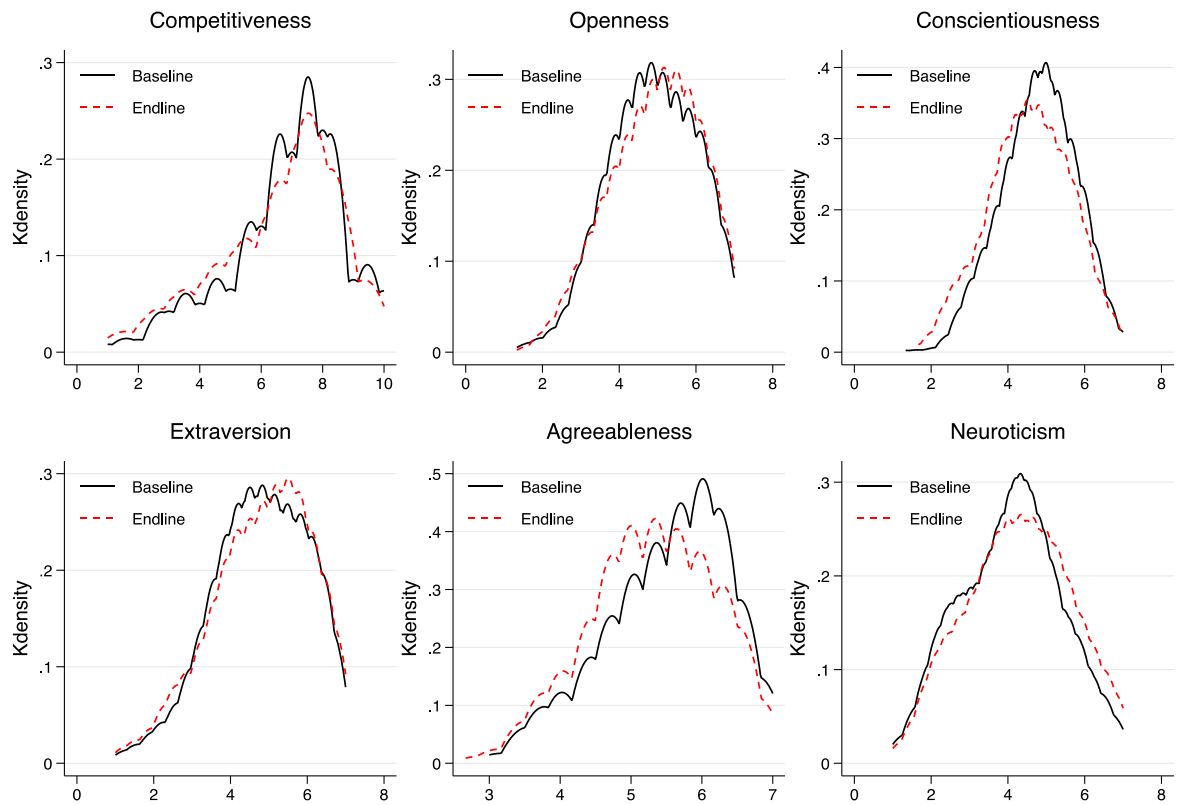 Competitiveness
Kdensity
.3
.2
.1
0
Baseline
Endline
0 2 4 6 8 10
Openness
Kdensity
.3
.2
.1
0
Baseline
Endline
0 2 4 6 8
Conscientiousness
Kdensity
.4
.3
.2
.1
0
Baseline
Endline
0 2 4 6 8
Extraversion
Kdensity
.3
.2
.1
0
Baseline
Endline
0 2 4 6 8
Agreeableness
Kdensity
.5
.4
.3
.2
.1
0
Baseline
Endline
3 4 5 6 7
Neuroticism
Kdensity
.3
.2
.1
0
Baseline
Endline
0 2 4 6 8